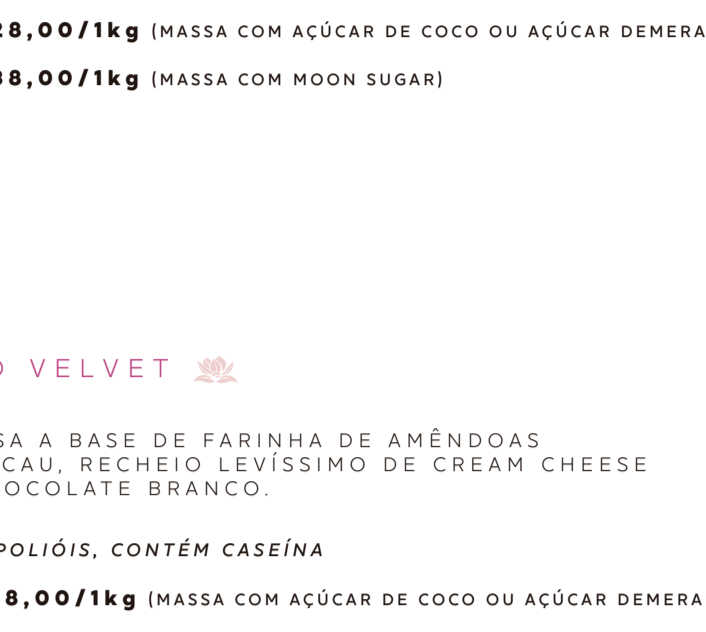 28,00/1kg (MASSA COM AÇÚCAR DE COCO OU AÇÚCAR DEMERA
38,00/1kg (MASSA COM MOON SUGAR)
VELVET
SA A BASE DE FARINHA DE AMÊNDOAS
CAU, RECHEIO LEVÍSSIMO DE CREAM CHEESE
OCOLATE BRANCO.
POLIÓIS, CONTÉM CASEÍNA
8,00/1kg (MASSA COM AÇÚCAR DE COCO OU AÇÚCAR DEMERA